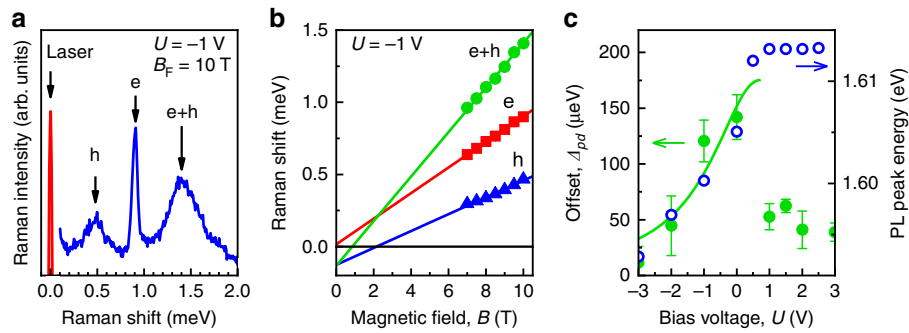 a
Raman intensity (arb. units)
Laser
U = −1 V
B_F = 10 T
h
e
e+h
0.0 0.5 1.0 1.5 2.0
Raman shift (meV)
b
Raman shift (meV)
1.5
1.0
0.5
0.0
U = −1 V
e+h
e
h
0 2 4 6 8 10
Magnetic field, B (T)
c
Offset, Δ_pd (μeV)
200
150
100
50
0
−3 −2 −1 0 1 2 3
Bias voltage, U (V)
1.610
1.600
PL peak energy (eV)